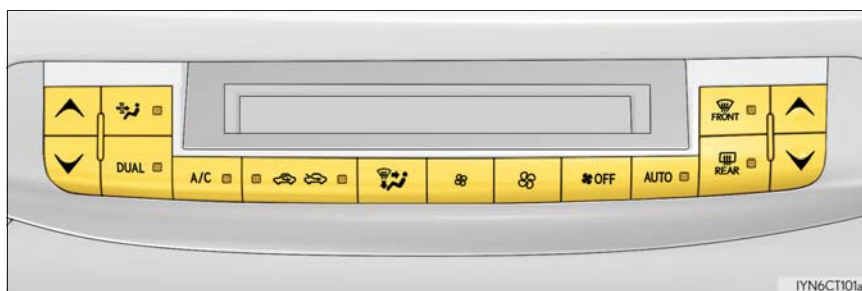 FRONT
DUAL
A/C
OFF
AUTO
REAR
IYN6CT101a